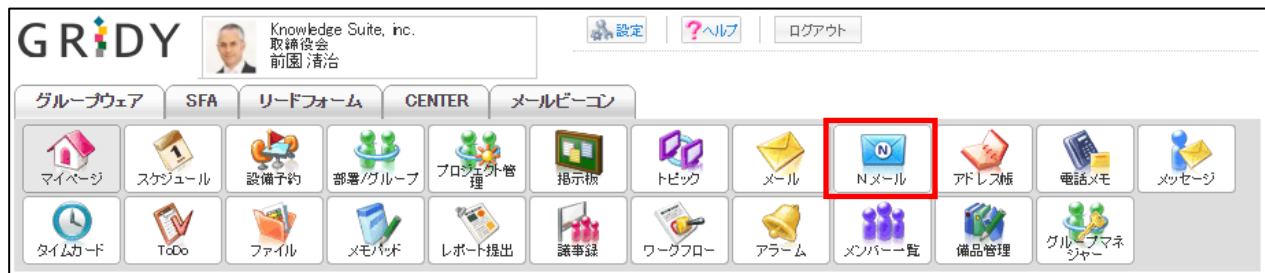 GRIDY
Knowledge Suite, inc.
取締役会
前園 清治
設定
ヘルプ
ログアウト
グループウェア SFA リードフォーム CENTER メールビーコン
マイページ スケジュール 設備予約 部署/グループ プロジェクト管理 掲示板 トピック メール Nメール アドレス帳 電話メモ メッセージ
タイムカード ToDo ファイル メモパッド レポート提出 議事録 ワークフロー アラーム メンバー一覧 備品管理 グループマネジャー